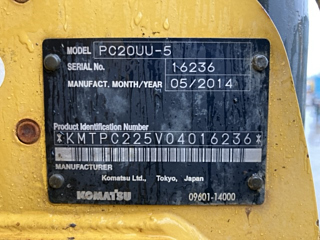 MODEL PC20UU-5
SERIAL No. 16236
MANUFACT. MONTH/YEAR 05/2014
Product Identification Number
*KMTPC225V04016236*
MANUFACTURER
Komatsu Ltd., Tokyo, Japan
KOMATSU 09601-14000